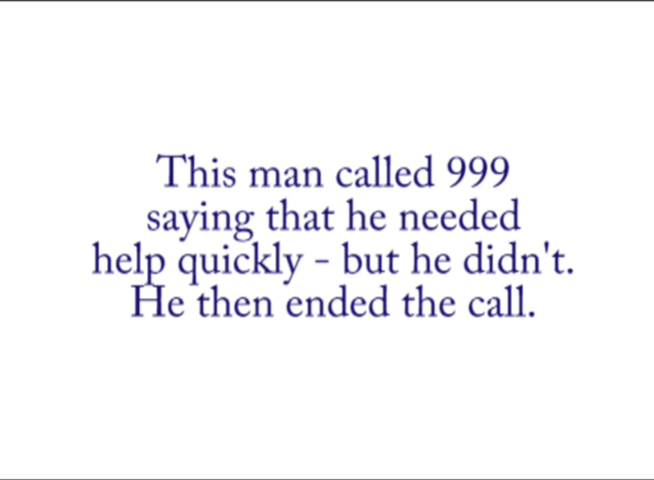 This man called 999
saying that he needed
help quickly - but he didn't.
He then ended the call.